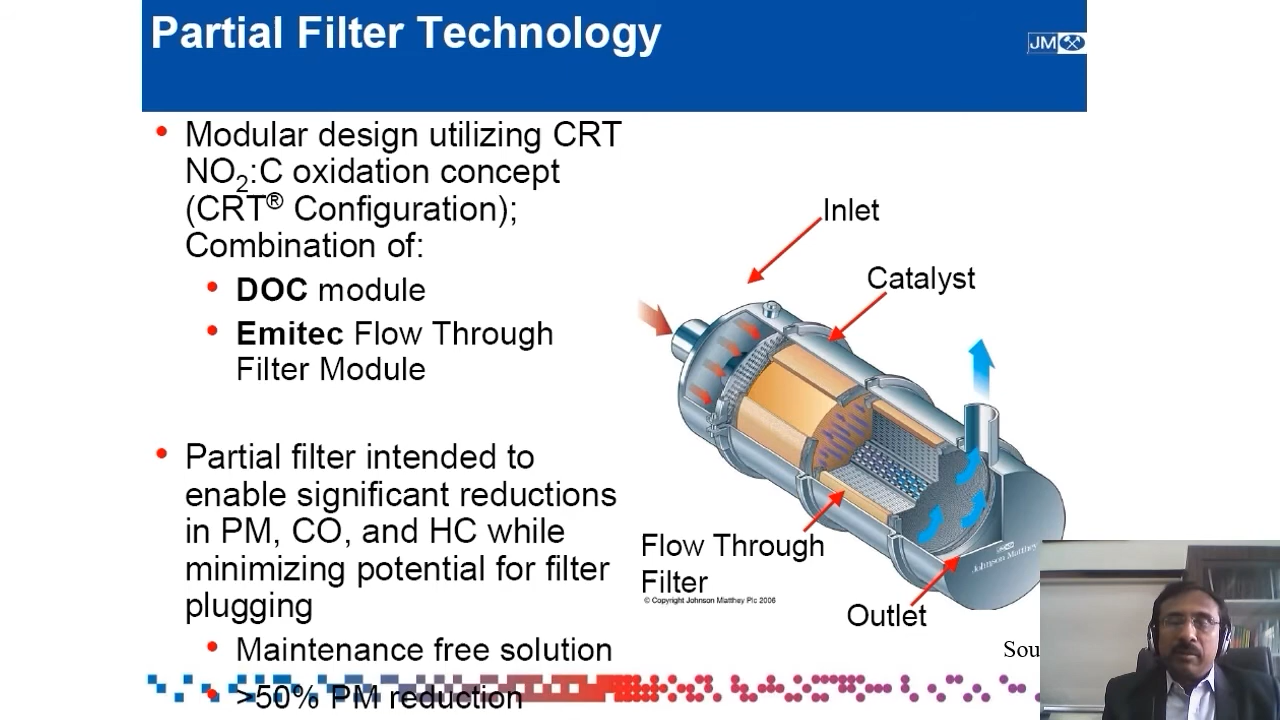 Partial Filter Technology
JM
• Modular design utilizing CRT
NO2:C oxidation concept
(CRT® Configuration);
Combination of:
• DOC module
• Emitec Flow Through
Filter Module
• Partial filter intended to
enable significant reductions
in PM, CO, and HC while
minimizing potential for filter
plugging
• Maintenance free solution
• >50% PM reduction
Inlet
Catalyst
Flow Through
Filter
© Copyright Johnson Matthey Plc 2006
Johnson Matthey
Outlet
Sou